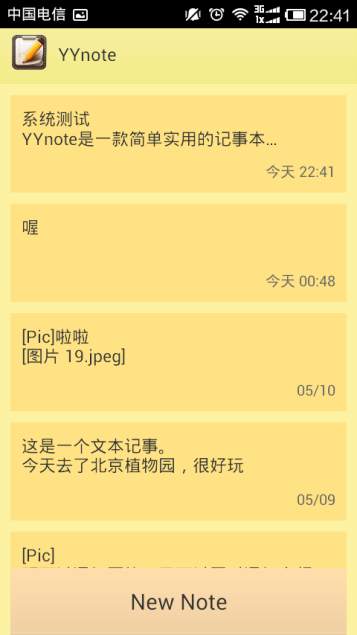 中国电信 3G 1x 22:41
YYnote
系统测试
YYnote是一款简单实用的记事本...
今天 22:41
喔
今天 00:48
[Pic]啦啦
[图片 19.jpeg]
05/10
这是一个文本记事。
今天去了北京植物园，很好玩
05/09
[Pic]
New Note